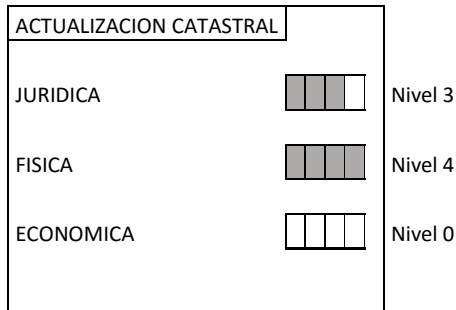 ACTUALIZACION CATASTRAL
JURIDICA Nivel 3
FISICA Nivel 4
ECONOMICA Nivel 0